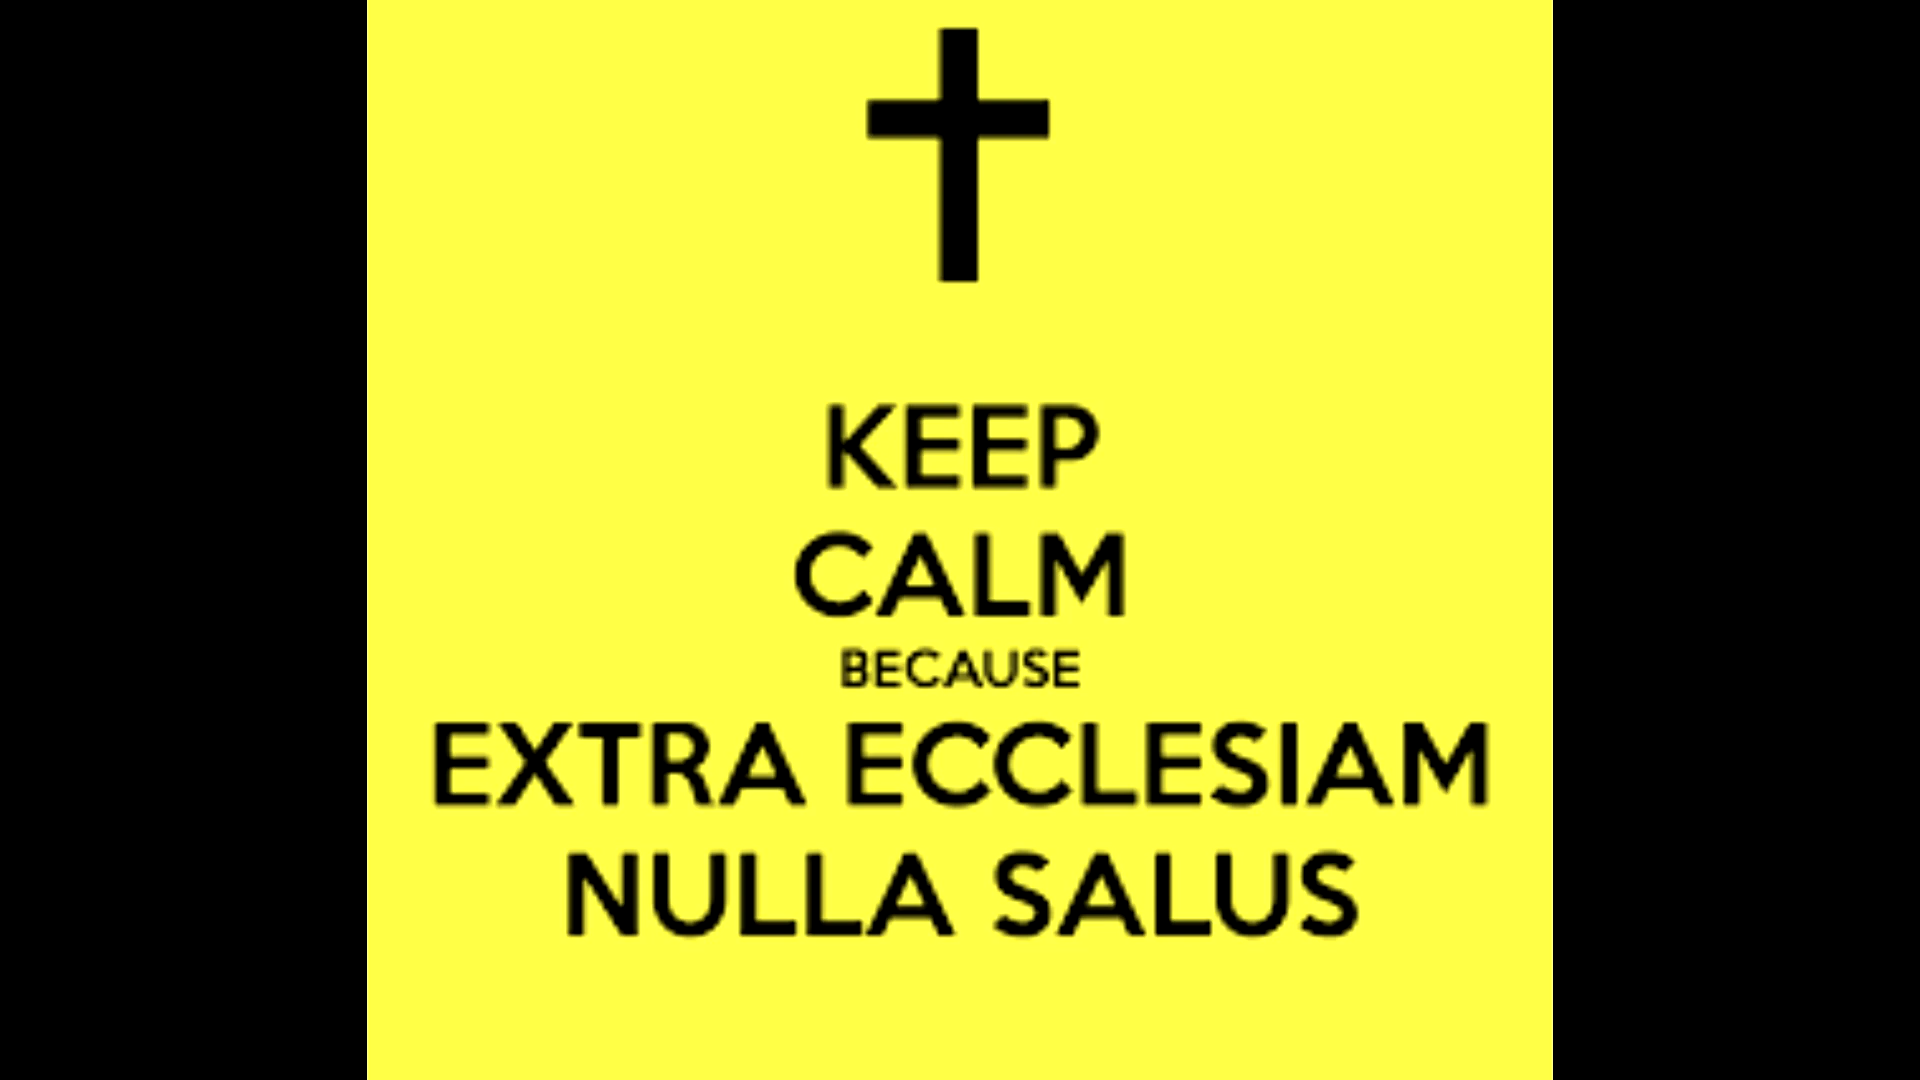 KEEP
CALM
BECAUSE
EXTRA ECCLESIAM
NULLA SALUS